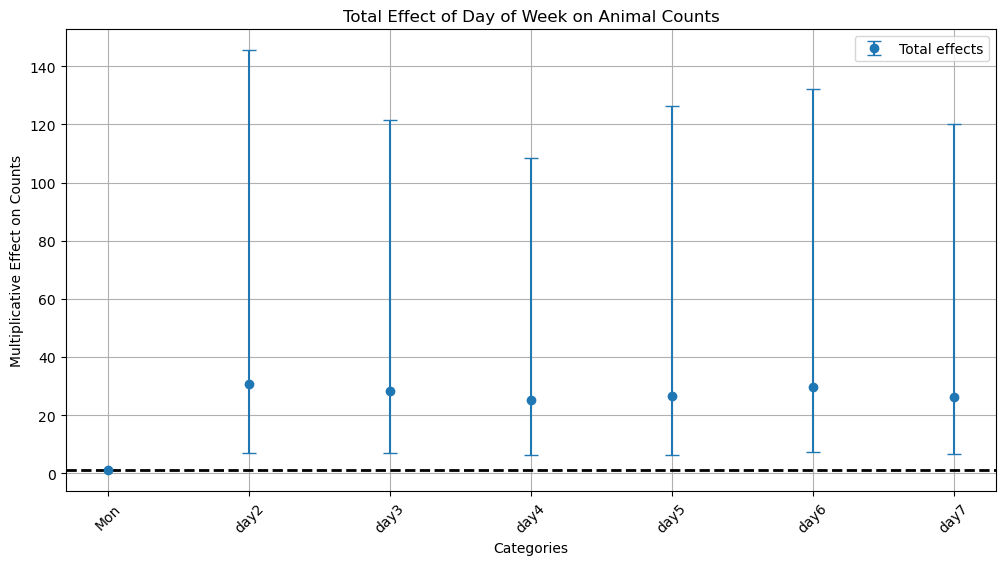 Total Effect of Day of Week on Animal Counts
Total effects
Multiplicative Effect on Counts
140
120
100
80
60
40
20
0
Mon
day2
day3
day4
day5
day6
day7
Categories